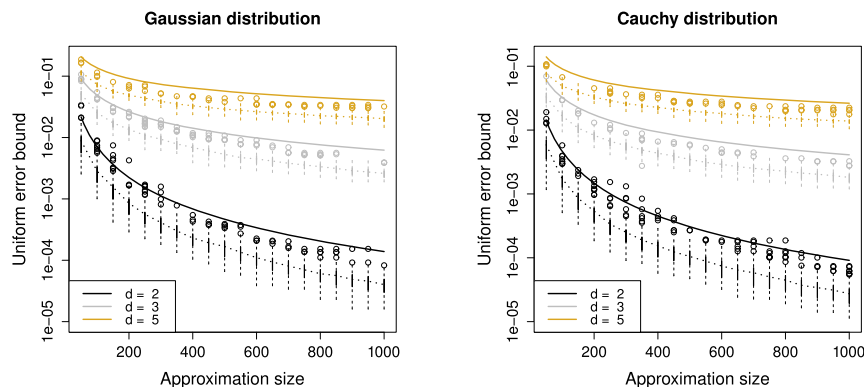 Gaussian distribution
Uniform error bound
1e-01
1e-02
1e-03
1e-04
1e-05
d = 2
d = 3
d = 5
200
400
600
800
1000
Approximation size
Cauchy distribution
Uniform error bound
1e-01
1e-02
1e-03
1e-04
1e-05
d = 2
d = 3
d = 5
200
400
600
800
1000
Approximation size